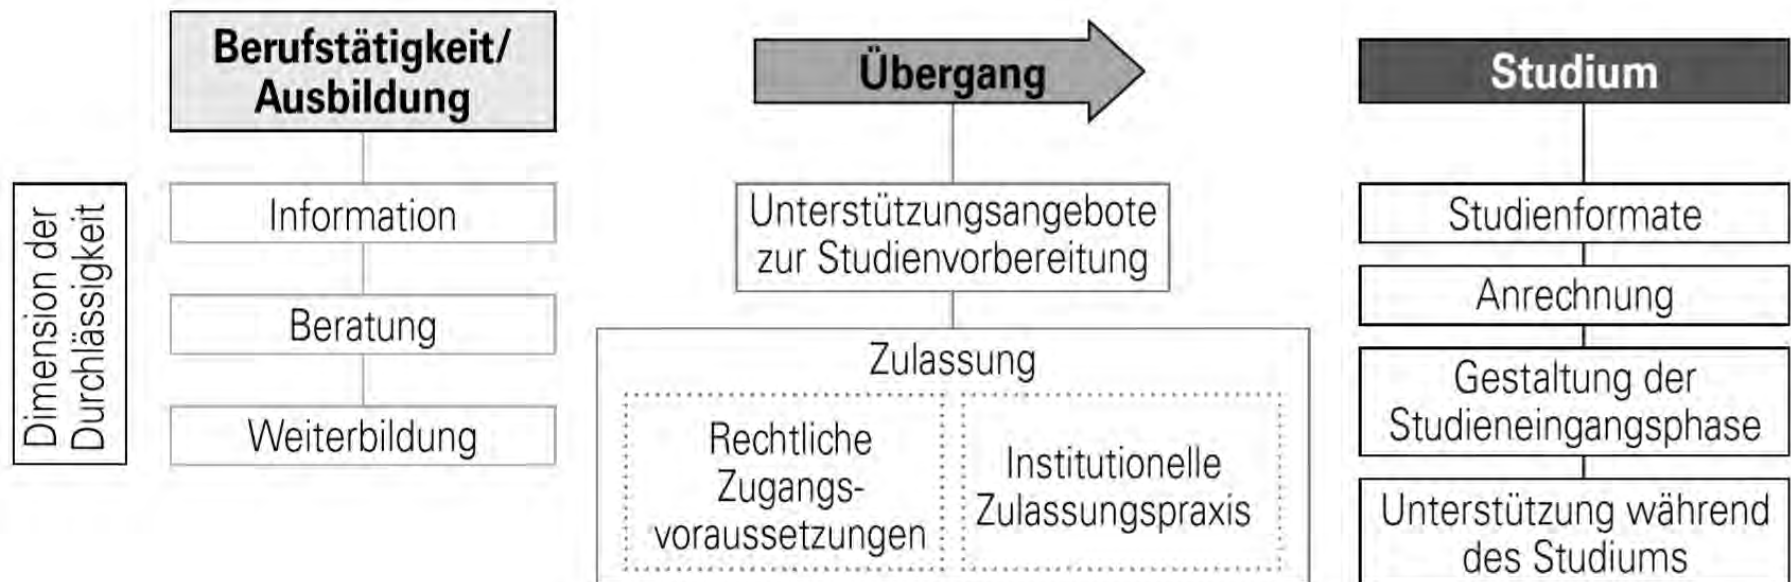 Berufstätigkeit/
Ausbildung
Übergang
Studium
Dimension der
Durchlässigkeit
Information
Beratung
Weiterbildung
Unterstützungsangebote
zur Studienvorbereitung
Zulassung
Rechtliche
Zugangs-
voraussetzungen
Institutionelle
Zulassungspraxis
Studienformate
Anrechnung
Gestaltung der
Studieneingangsphase
Unterstützung während
des Studiums